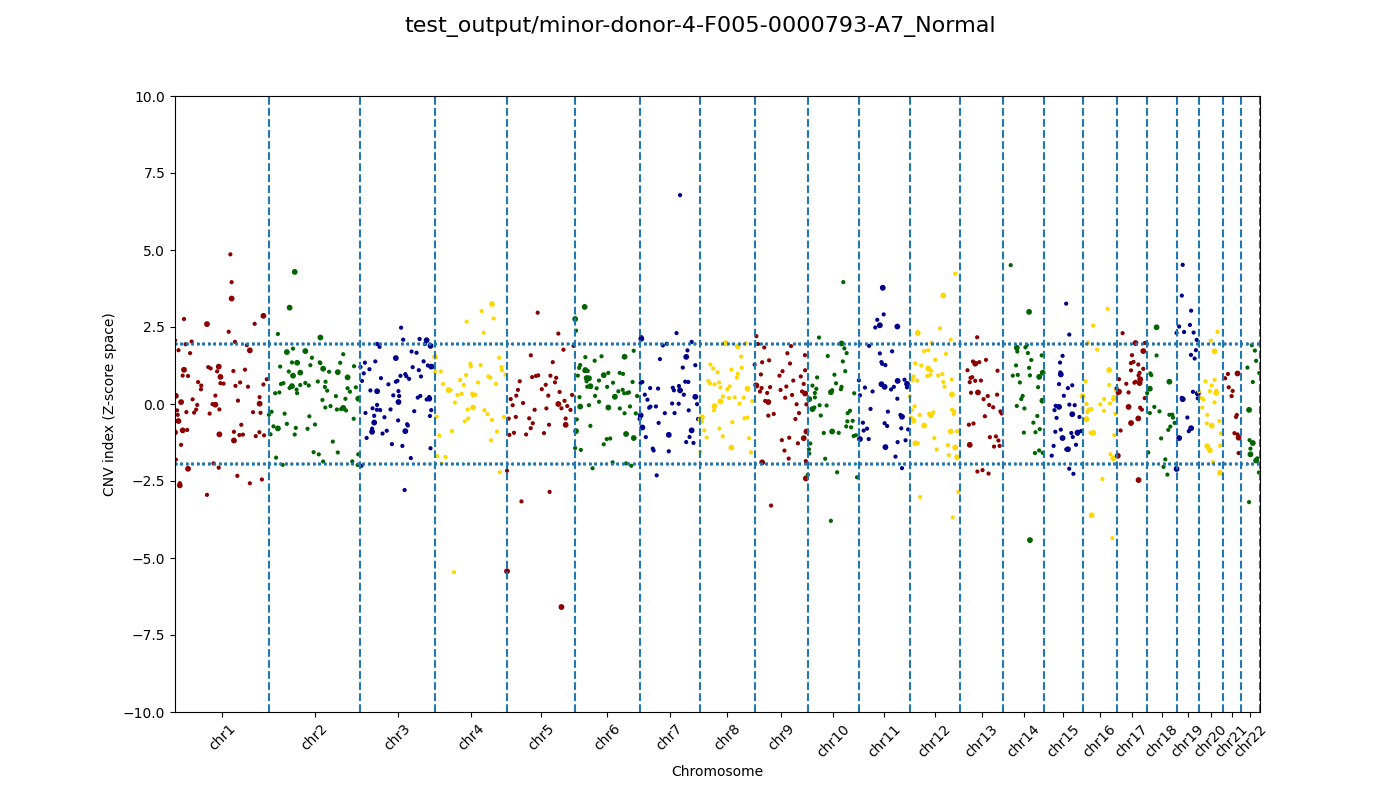 test_output/minor-donor-4-F005-0000793-A7_Normal
10.0
7.5
5.0
2.5
0.0
−2.5
−5.0
−7.5
−10.0
CNV index (Z-score space)
chr1 chr2 chr3 chr4 chr5 chr6 chr7 chr8 chr9 chr10 chr11 chr12 chr13 chr14 chr15 chr16 chr17 chr18 chr19 chr20 chr21 chr22
Chromosome